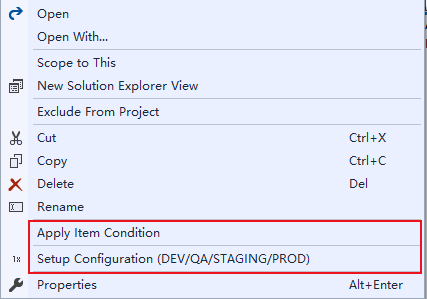 Open
Open With...
Scope to This
New Solution Explorer View
Exclude From Project
Cut Ctrl+X
Copy Ctrl+C
Delete Del
Rename
Apply Item Condition
1x Setup Configuration (DEV/QA/STAGING/PROD)
Properties Alt+Enter